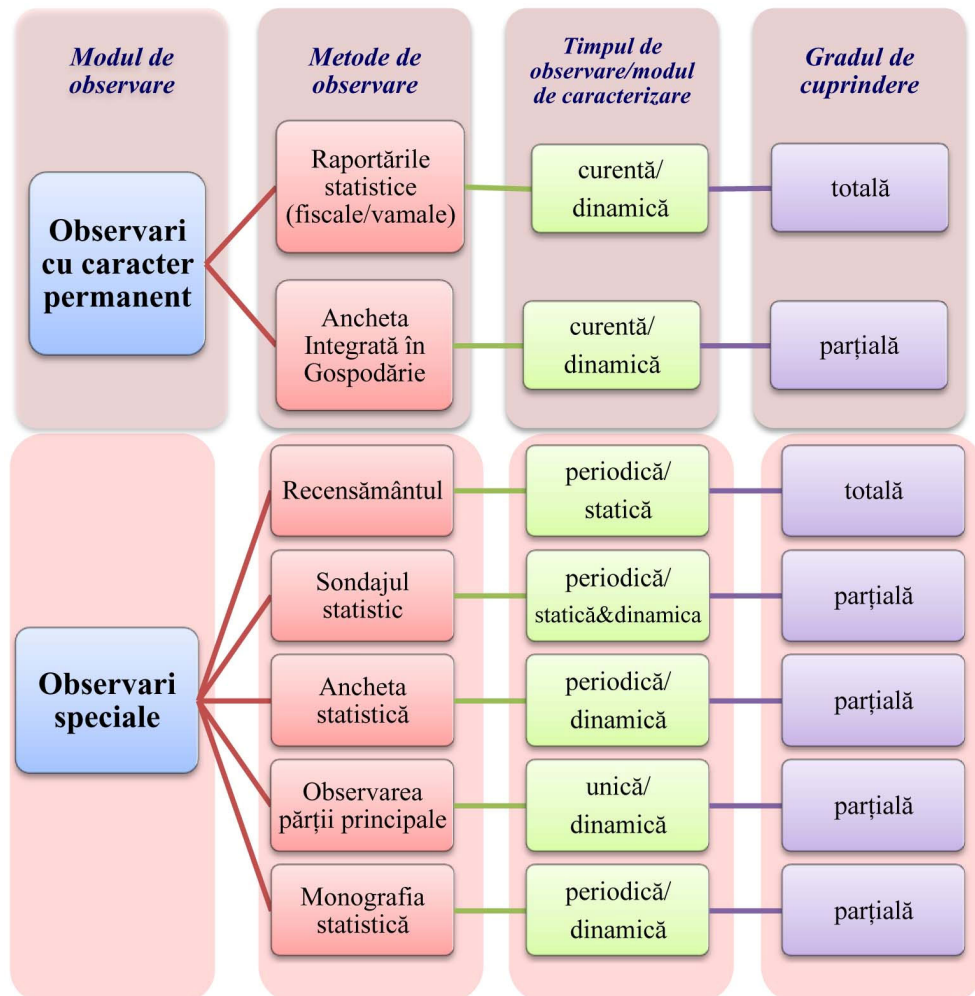 Modul de
observare
Metode de
observare
Timpul de
observare/modul
de caracterizare
Gradul de
cuprindere
Observari
cu caracter
permanent
Raportările
statistice
(fiscale/vamale)
curentă/
dinamică
totală
Ancheta
Integrată în
Gospodărie
curentă/
dinamică
parțială
Observari
speciale
Recensământul
periodică/
statică
totală
Sondajul
statistic
periodică/
statică&dinamica
parțială
Ancheta
statistică
periodică/
dinamică
parțială
Observarea
părții principale
unică/
dinamică
parțială
Monografia
statistică
periodică/
dinamică
parțială